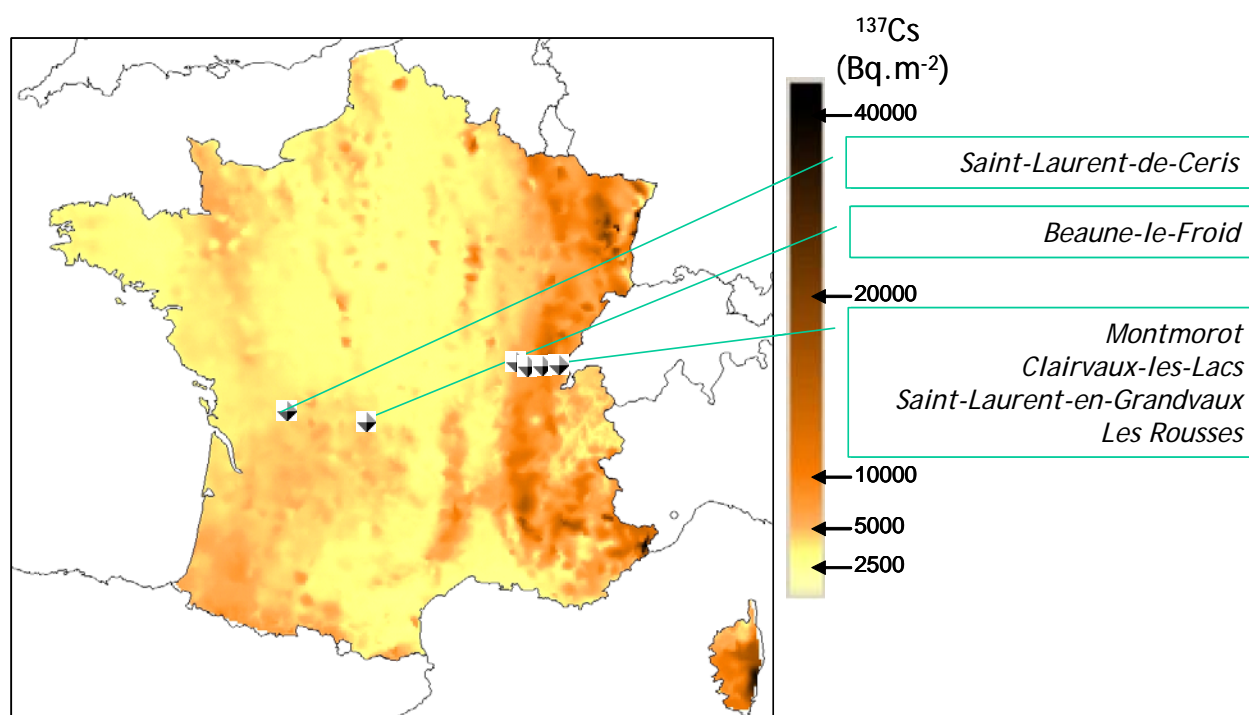 ¹³⁷Cs
(Bq.m⁻²)
40000
20000
10000
5000
2500
Saint-Laurent-de-Ceris
Beaune-le-Froid
Montmorot
Clairvaux-les-Lacs
Saint-Laurent-en-Grandvaux
Les Rousses